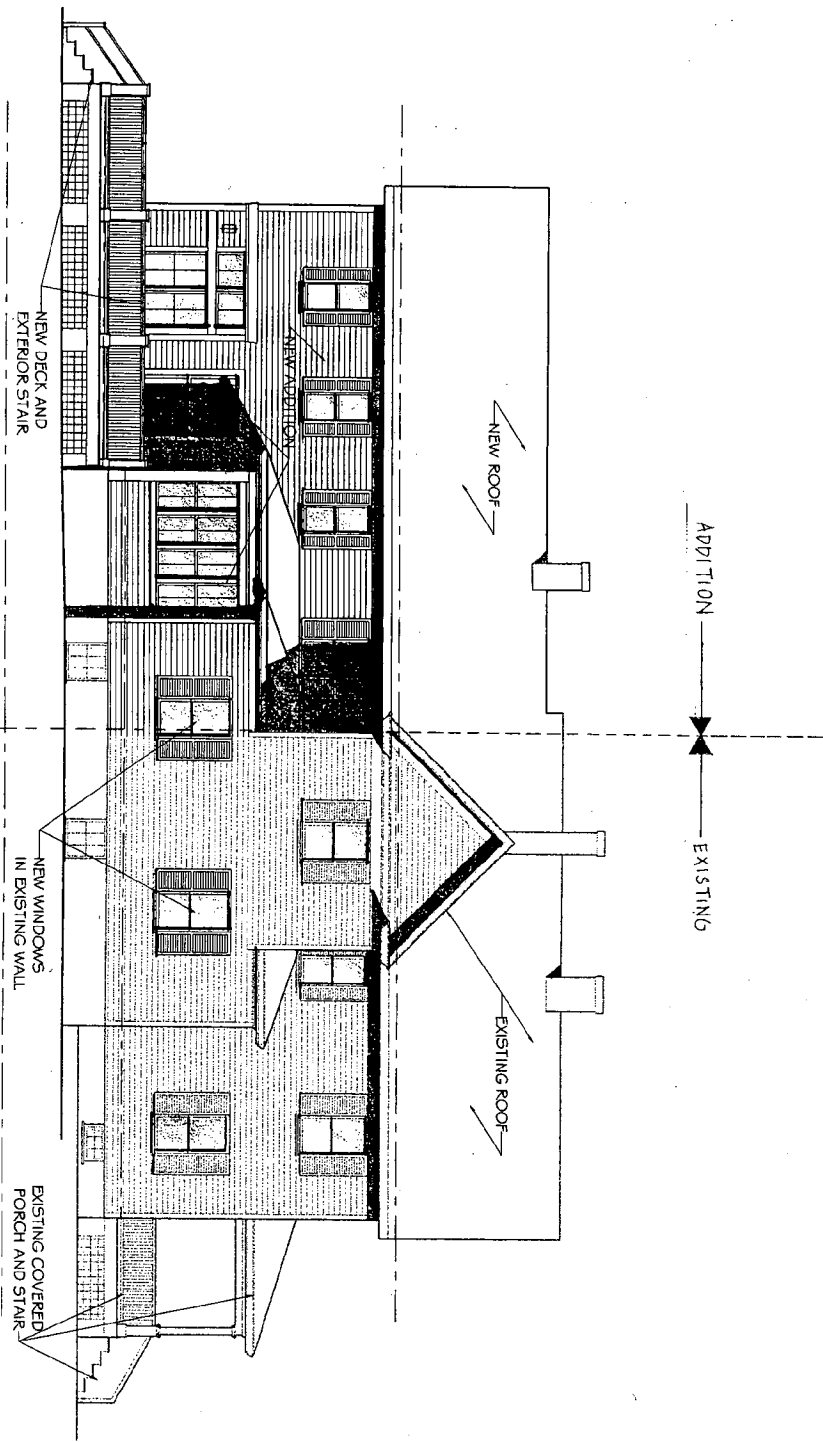 ADDITION
EXISTING
NEW ROOF
EXISTING ROOF
NEW ADDITION
NEW DECK AND
EXTERIOR STAIR
NEW WINDOWS
IN EXISTING WALL
EXISTING COVERED
PORCH AND STAIR